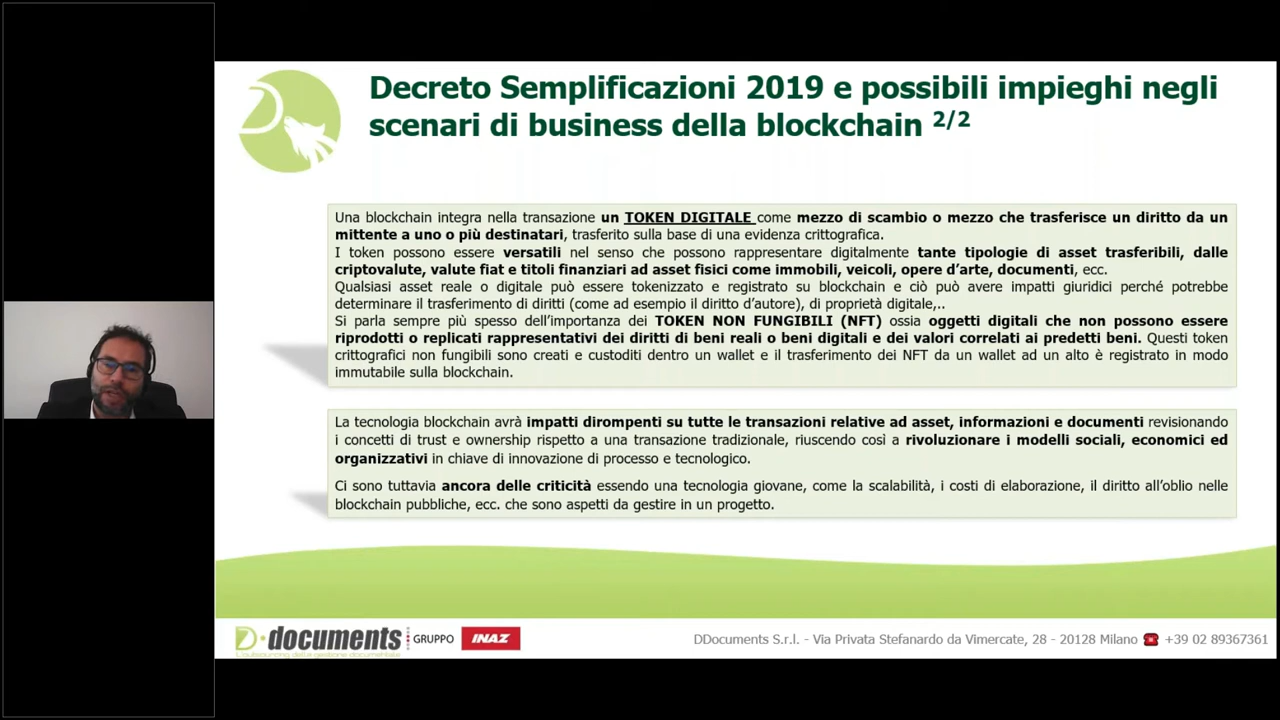 Decreto Semplificazioni 2019 e possibili impieghi negli
scenari di business della blockchain 2/2
Una blockchain integra nella transazione un TOKEN DIGITALE come mezzo di scambio o mezzo che trasferisce un diritto da un
mittente a uno o più destinatari, trasferito sulla base di una evidenza crittografica.
I token possono essere versatili nel senso che possono rappresentare digitalmente tante tipologie di asset trasferibili, dalle
criptovalute, valute fiat e titoli finanziari ad asset fisici come immobili, veicoli, opere d’arte, documenti, ecc.
Qualsiasi asset reale o digitale può essere tokenizzato e registrato su blockchain e ciò può avere impatti giuridici perché potrebbe
determinare il trasferimento di diritti (come ad esempio il diritto d’autore), di proprietà digitale,..
Si parla sempre più spesso dell’importanza dei TOKEN NON FUNGIBILI (NFT) ossia oggetti digitali che non possono essere
riprodotti o replicati rappresentativi dei diritti di beni reali o beni digitali e dei valori correlati ai predetti beni. Questi token
crittografici non fungibili sono creati e custoditi dentro un wallet e il trasferimento dei NFT da un wallet ad un alto è registrato in modo
immutabile sulla blockchain.
La tecnologia blockchain avrà impatti dirompenti su tutte le transazioni relative ad asset, informazioni e documenti revisionando
i concetti di trust e ownership rispetto a una transazione tradizionale, riuscendo così a rivoluzionare i modelli sociali, economici ed
organizzativi in chiave di innovazione di processo e tecnologico.
Ci sono tuttavia ancora delle criticità essendo una tecnologia giovane, come la scalabilità, i costi di elaborazione, il diritto all’oblio nelle
blockchain pubbliche, ecc. che sono aspetti da gestire in un progetto.
D·documents GRUPPO INAZ
L'outsourcing della gestione documentale
DDocuments S.r.l. - Via Privata Stefanardo da Vimercate, 28 - 20128 Milano ☎ +39 02 89367361